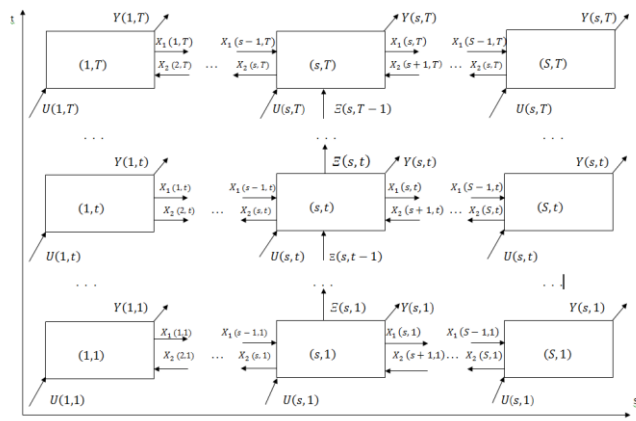 t
Y(1,T) Y(s,T) Y(s,T)
X₁(1,T) X₁(s−1,T) X₁(s,T) X₁(S−1,T)
(1,T) (s,T) (S,T)
X₂(2,T) ... X₂(s,T) X₂(s+1,T) ... X₂(s,T)
U(1,T) U(s,T) Ξ(s,T−1) U(s,T)
... ... ...
Y(1,t) Ξ(s,t) Y(s,t) Y(s,t)
X₁(1,t) X₁(s−1,t) X₁(s,t) X₁(S−1,t)
(1,t) (s,t) (S,t)
X₂(2,t) ... X₂(s,t) X₂(s+1,t) ... X₂(S,t)
U(1,t) U(s,t) Ξ(s,t−1) U(s,t)
... ... ...
Y(1,1) Ξ(s,1) Y(s,1) Y(s,1)
X₁(1,1) X₁(s−1,1) X₁(s,1) X₁(S−1,1)
(1,1) (s,1) (S,1)
X₂(2,1) ... X₂(s,1) X₂(s+1,1) ... X₂(S,1)
U(1,1) U(s,1) U(s,1)
s